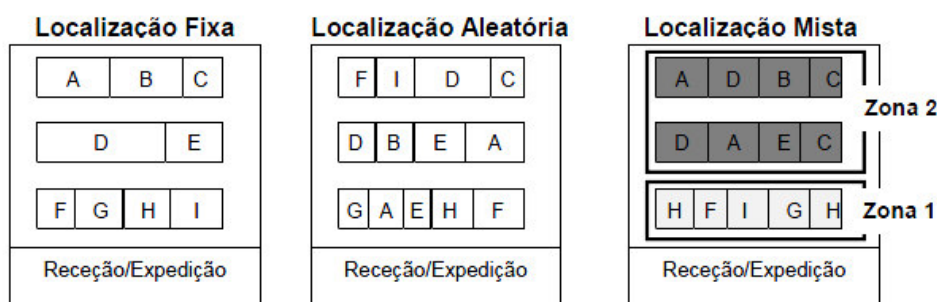 Localização Fixa
A B C
D E
F G H I
Receção/Expedição
Localização Aleatória
F I D C
D B E A
G A E H F
Receção/Expedição
Localização Mista
A D B C
D A E C
Zona 2
H F I G H
Zona 1
Receção/Expedição